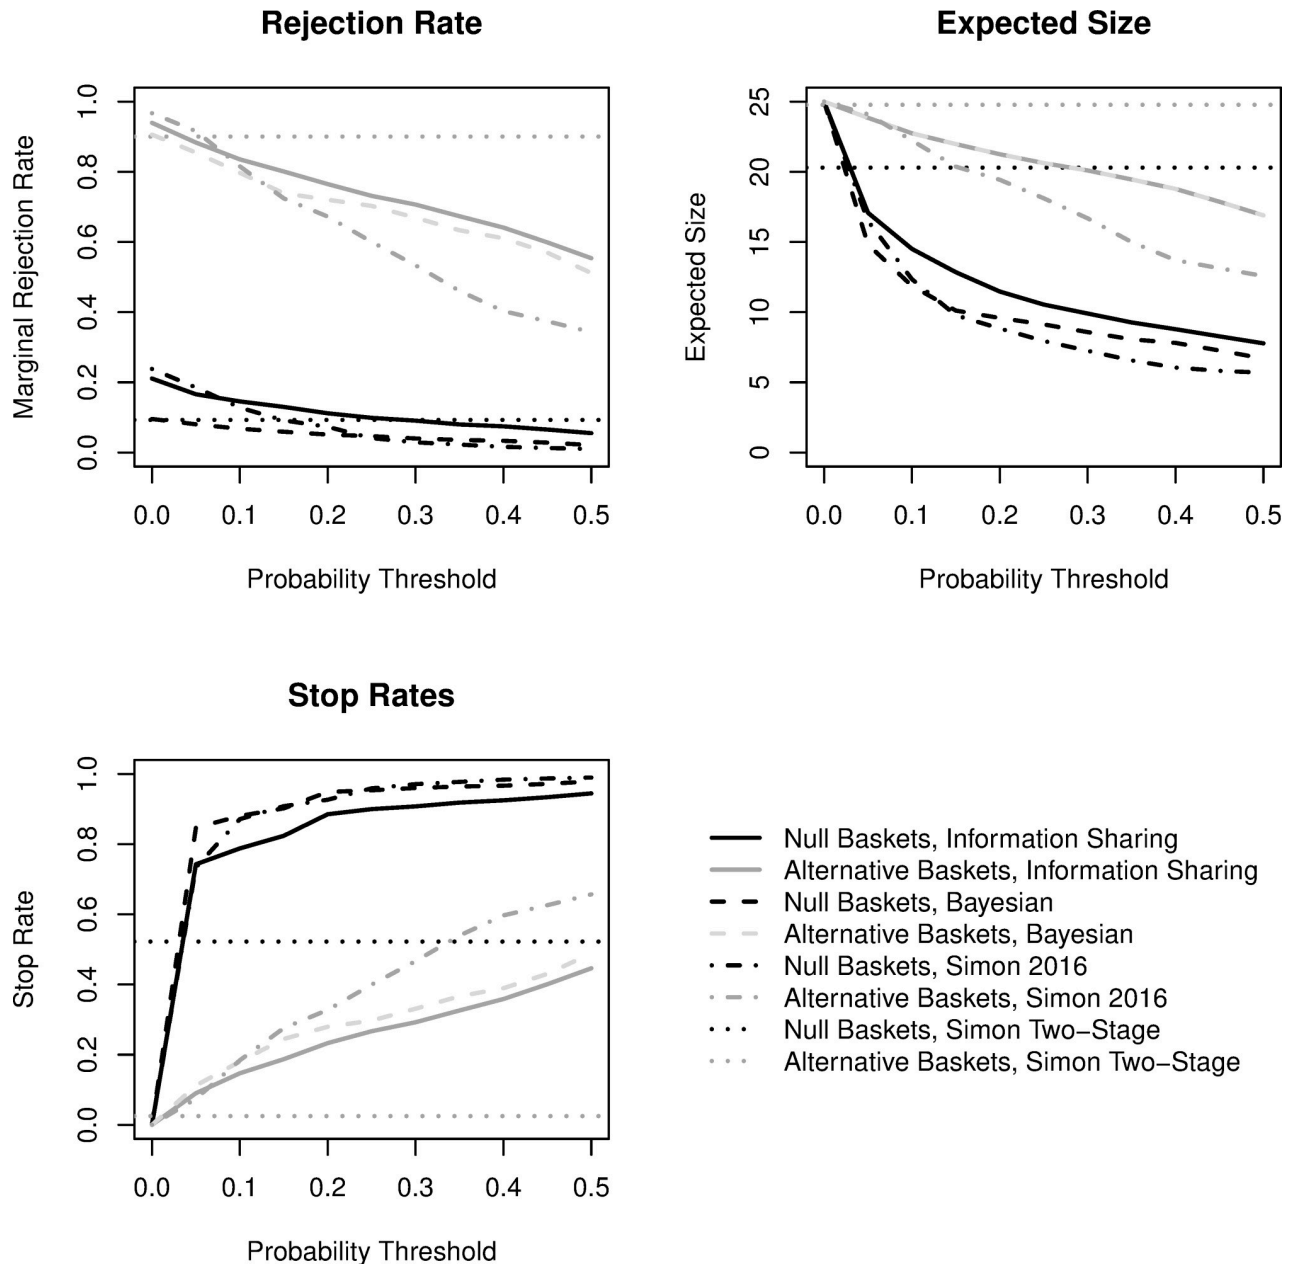 Rejection Rate
Marginal Rejection Rate
1.0
0.8
0.6
0.4
0.2
0.0
0.0 0.1 0.2 0.3 0.4 0.5
Probability Threshold
Expected Size
Expected Size
25
20
15
10
5
0
0.0 0.1 0.2 0.3 0.4 0.5
Probability Threshold
Stop Rates
Stop Rate
1.0
0.8
0.6
0.4
0.2
0.0
0.0 0.1 0.2 0.3 0.4 0.5
Probability Threshold
Null Baskets, Information Sharing
Alternative Baskets, Information Sharing
Null Baskets, Bayesian
Alternative Baskets, Bayesian
Null Baskets, Simon 2016
Alternative Baskets, Simon 2016
Null Baskets, Simon Two−Stage
Alternative Baskets, Simon Two−Stage